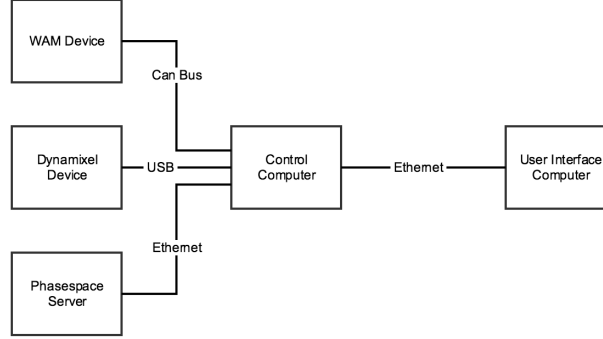 WAM Device
Can Bus
Dynamixel
Device
USB
Control
Computer
Ethernet
User Interface
Computer
Ethernet
Phasespace
Server